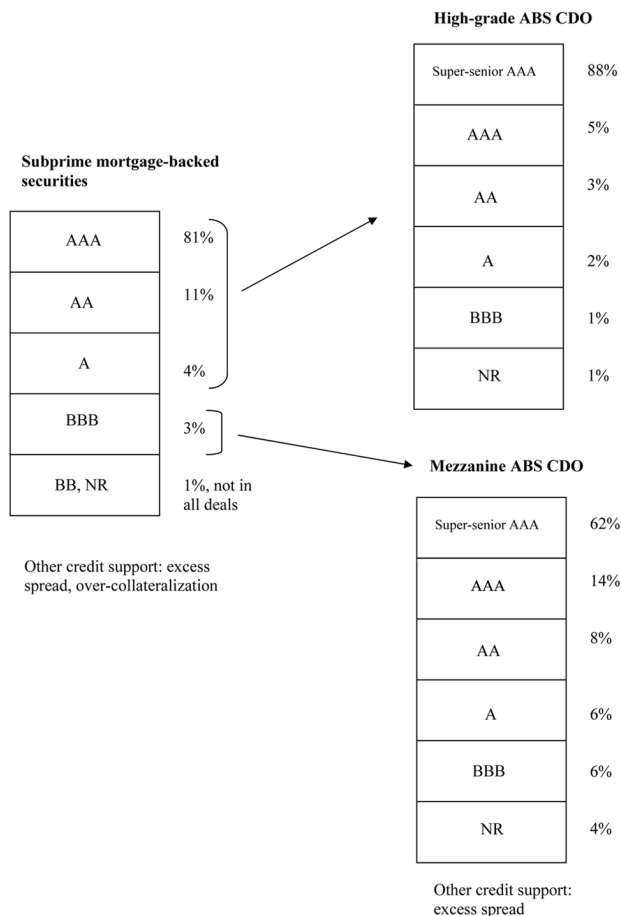 High-grade ABS CDO
Super-senior AAA
88%
AAA
5%
AA
3%
A
2%
BBB
1%
NR
1%
Subprime mortgage-backed
securities
AAA
81%
AA
11%
A
4%
BBB
3%
BB, NR
1%, not in
all deals
Other credit support: excess
spread, over-collateralization
Mezzanine ABS CDO
Super-senior AAA
62%
AAA
14%
AA
8%
A
6%
BBB
6%
NR
4%
Other credit support:
excess spread